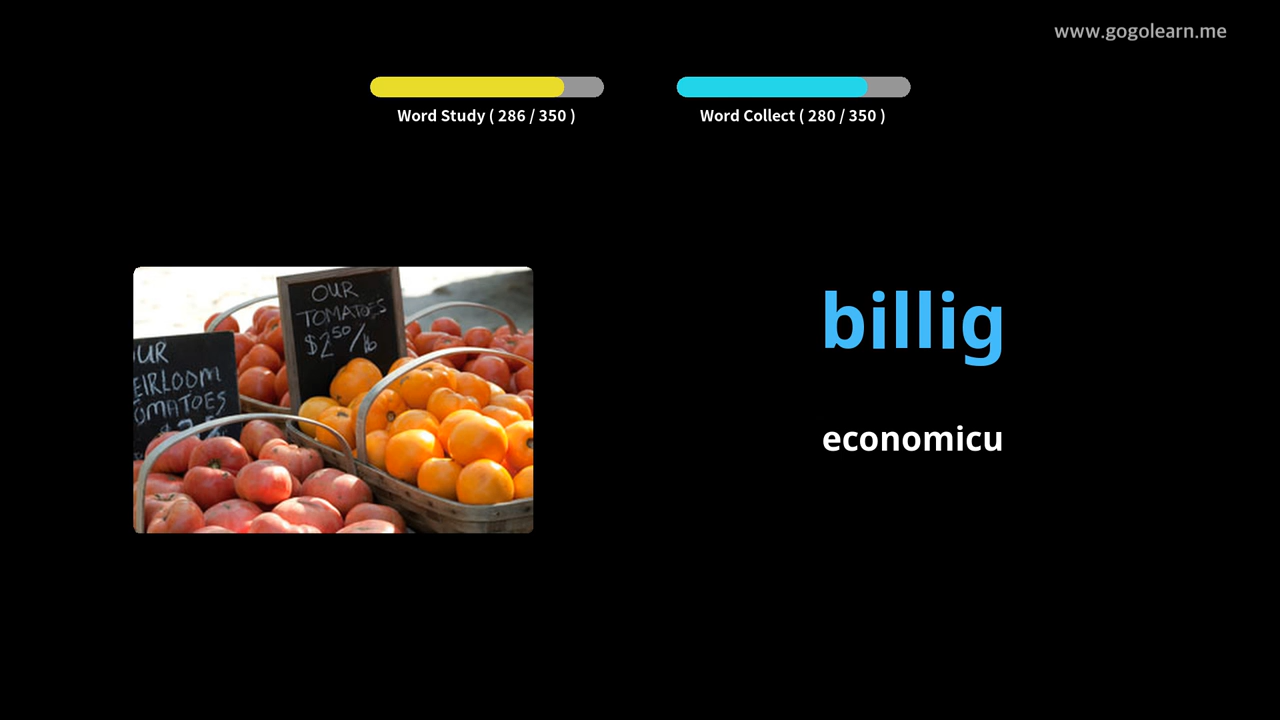 www.gogolearn.me
Word Study ( 286 / 350 )
Word Collect ( 280 / 350 )
OUR
TOMATOES
$2.50/lb
UR
EIRLOOM
OMATOES
billig
economicu